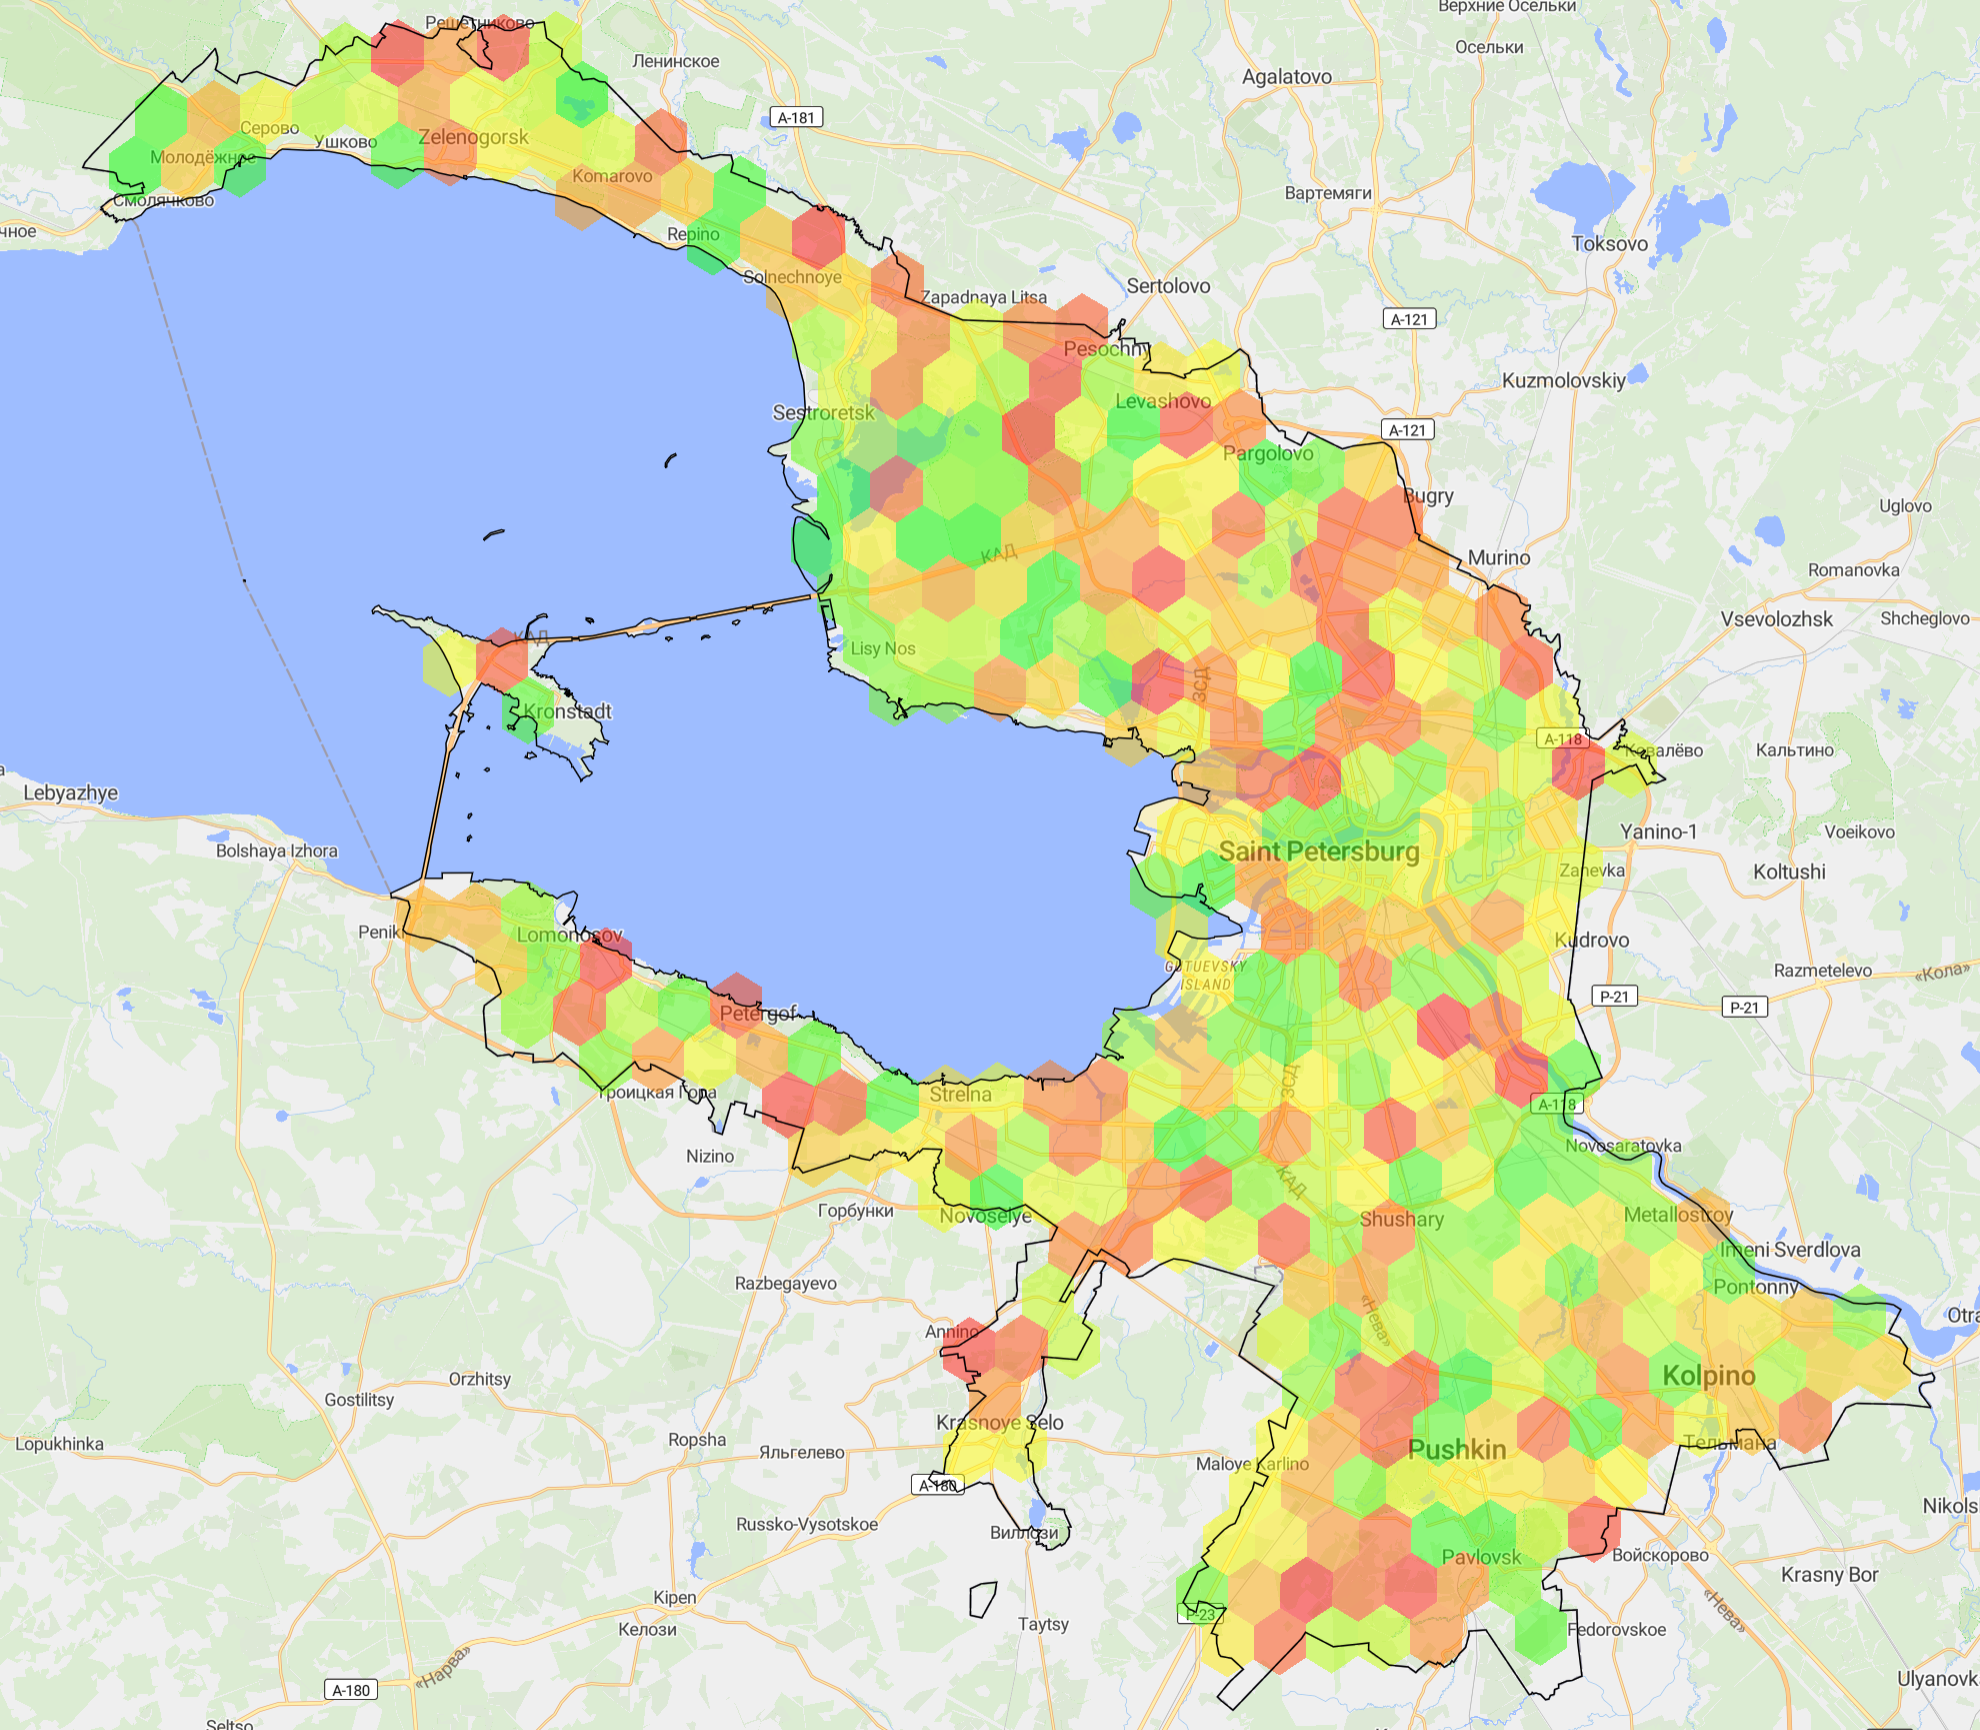 Верхние Осельки
Решетниково
Осельки
Ленинское
Agalatovo
A-181
Серово
Ушково
Zelenogorsk
Молодёжное
Komarovo
Вартемяги
Смолячково
чное
Repino
Toksovo
Solnechnoye
Zapadnaya Litsa
Sertolovo
A-121
Pesochny
Kuzmolovskiy
Levashovo
Sestroretsk
A-121
Pargolovo
Bugry
Uglovo
КАД
Murino
Romanovka
Vsevolozhsk
Shcheglovo
КАД
Lisy Nos
ЗСД
Kronstadt
A-118
Ковалёво
Кальтино
Lebyazhye
Bolshaya Izhora
Saint Petersburg
Yanino-1
Voeikovo
Zanevka
Koltushi
Peniki
Lomonosov
Kudrovo
GUTUEVSKY
ISLAND
Razmetelevo
«Кола»
P-21
P-21
Petergof
Троицкая Гора
Strelna
ЗСД
A-118
Nizino
Novosaratovka
КАД
Горбунки
Novoselye
Shushary
Metallostroy
Imeni Sverdlova
Razbegayevo
Pontonny
«Нева»
Otra
Annino
Orzhitsy
Kolpino
Gostilitsy
Krasnoye Selo
Lopukhinka
Ropsha
Яльгелево
Pushkin
Тельмана
Maloye Karlino
A-180
Nikols
Russko-Vysotskoe
Виллози
Pavlovsk
Войскорово
Krasny Bor
Kipen
«Нева»
P-23
Келози
Taytsy
Fedorovskoe
«Нарва»
A-180
Ulyanovk
Seltso